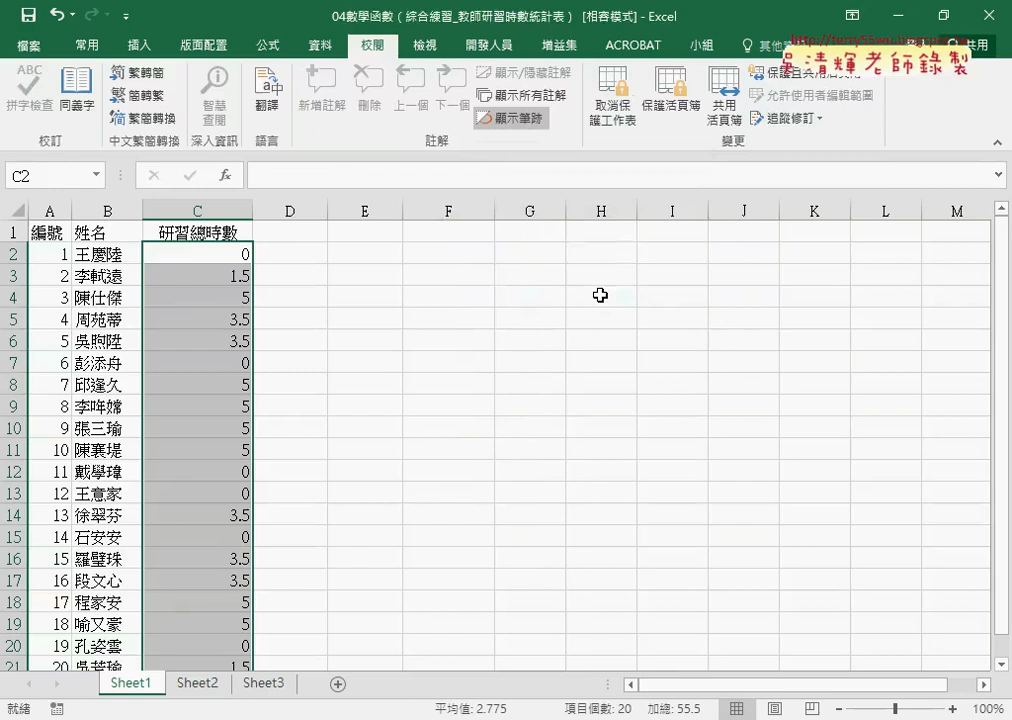 04數學函數（綜合練習_教師研習時數統計表） [相容模式] - Excel
檔案 常用 插入 版面配置 公式 資料 校閱 檢視 開發人員 增益集 ACROBAT 小組 共用
吳清輝老師錄製
ABC 拼字檢查
同義字
繁轉簡
簡轉繁
繁簡轉換
智慧查閱
翻譯
新增註解
刪除
上一個
下一個
顯示/隱藏註解
顯示所有註解
顯示筆跡
取消保護工作表
保護活頁簿
共用活頁簿
允許使用者編輯範圍
追蹤修訂
校訂 中文繁簡轉換 深入資訊 語言 註解 變更
C2 fx
A B C D E F G H I J K L M
1 編號 姓名 研習總時數
2 1 王慶陸 0
3 2 李軾遠 1.5
4 3 陳仕傑 5
5 4 周苑蒂 3.5
6 5 吳煦陞 3.5
7 6 彭添舟 0
8 7 邱逢久 5
9 8 5
10 9 張三瑜 5
11 10 陳襄堤 5
12 11 戴學瑋 0
13 12 王意家 0
14 13 徐翠芬 3.5
15 14 石安安 0
16 15 羅璧珠 3.5
17 16 段文心 3.5
18 17 程家安 5
19 18 喻又豪 5
20 19 孔姿雲 0
21 20 1.5
Sheet1 Sheet2 Sheet3
就緒 平均值: 2.775 項目個數: 20 加總: 55.5 100%